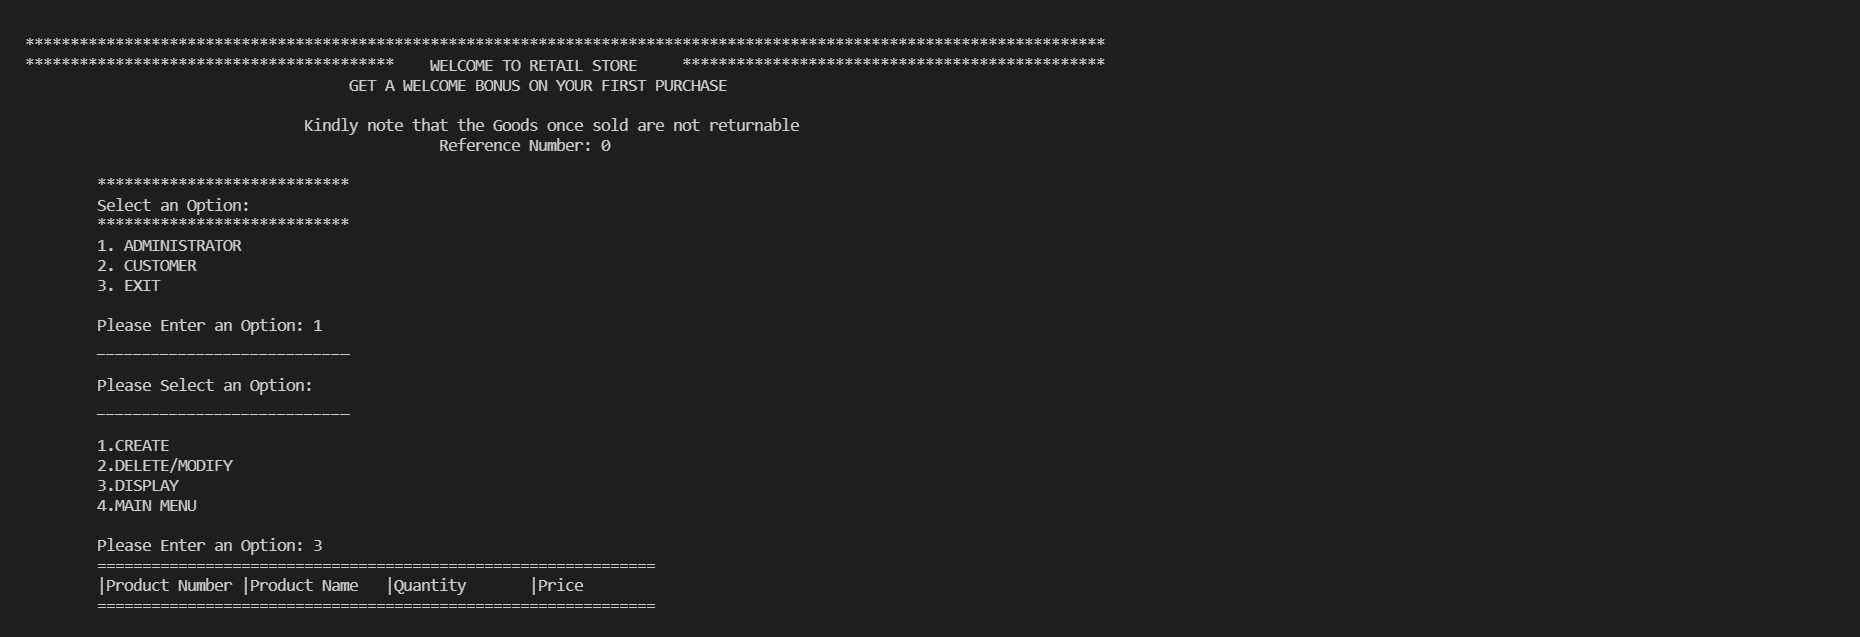 ************************************************************************************************************************
*****************************************    WELCOME TO RETAIL STORE     ***********************************************
GET A WELCOME BONUS ON YOUR FIRST PURCHASE
Kindly note that the Goods once sold are not returnable
Reference Number: 0
****************************
Select an Option:
****************************
1. ADMINISTRATOR
2. CUSTOMER
3. EXIT
Please Enter an Option: 1
____________________________
Please Select an Option:
____________________________
1.CREATE
2.DELETE/MODIFY
3.DISPLAY
4.MAIN MENU
Please Enter an Option: 3
==============================================================
|Product Number |Product Name   |Quantity       |Price
==============================================================